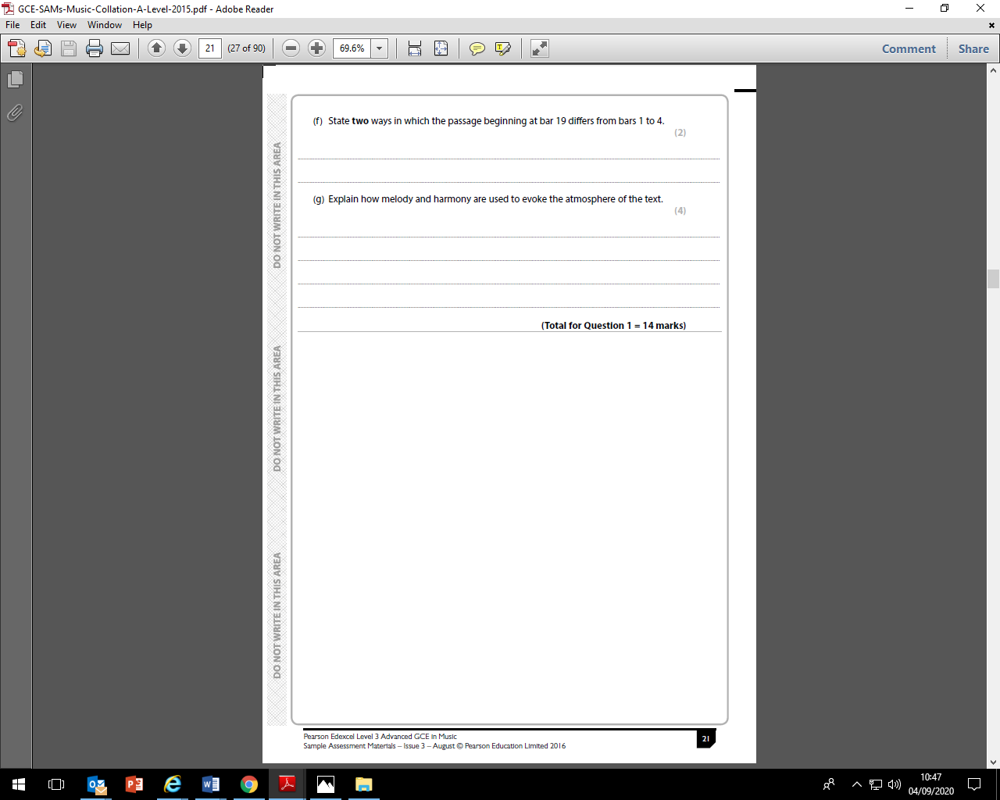 GCE-SAMs-Music-Collation-A-Level-2015.pdf - Adobe Reader
File Edit View Window Help
21 (27 of 90) 69.6% Comment Share
(f) State two ways in which the passage beginning at bar 19 differs from bars 1 to 4.
(2)
(g) Explain how melody and harmony are used to evoke the atmosphere of the text.
(4)
(Total for Question 1 = 14 marks)
DO NOT WRITE IN THIS AREA
DO NOT WRITE IN THIS AREA
DO NOT WRITE IN THIS AREA
Pearson Edexcel Level 3 Advanced GCE in Music
Sample Assessment Materials – Issue 3 – August © Pearson Education Limited 2016
21
10:47
04/09/2020